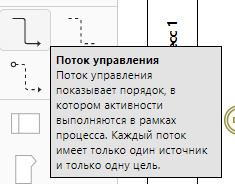 Поток управления
Поток управления
показывает порядок, в
котором активности
выполняются в рамках
процесса. Каждый поток
имеет только один источник
и только одну цель.
1